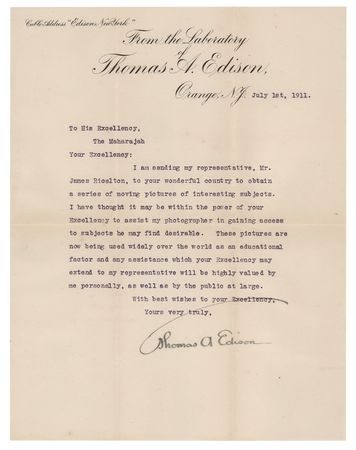 Cable Address "Edison, New York"
From the Laboratory
of
Thomas A. Edison,
Orange, N.J. July 1st, 1911.
To His Excellency,
The Maharajah
Your Excellency:
I am sending my representative, Mr.
James Ricalton, to your wonderful country to obtain
a series of moving pictures of interesting subjects.
I have thought it may be within the power of your
Excellency to assist my photographer in gaining access
to subjects he may find desirable. These pictures are
now being used widely over the world as an educational
factor and any assistance which your Excellency may
extend to my representative will be highly valued by
me personally, as well as by the public at large.
With best wishes to your Excellency,
Yours very truly,
Thomas A Edison